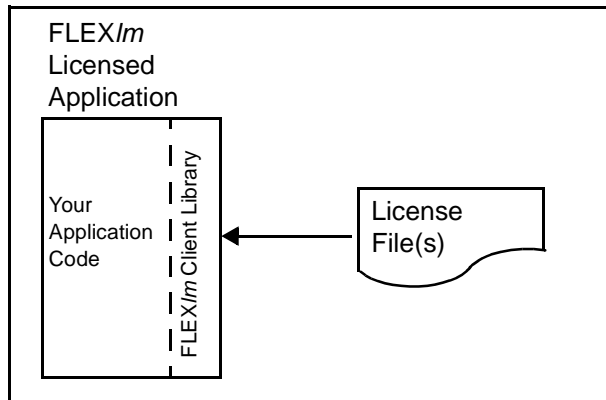 FLEXlm
Licensed
Application
Your
Application
Code
FLEXlm Client Library
License
File(s)